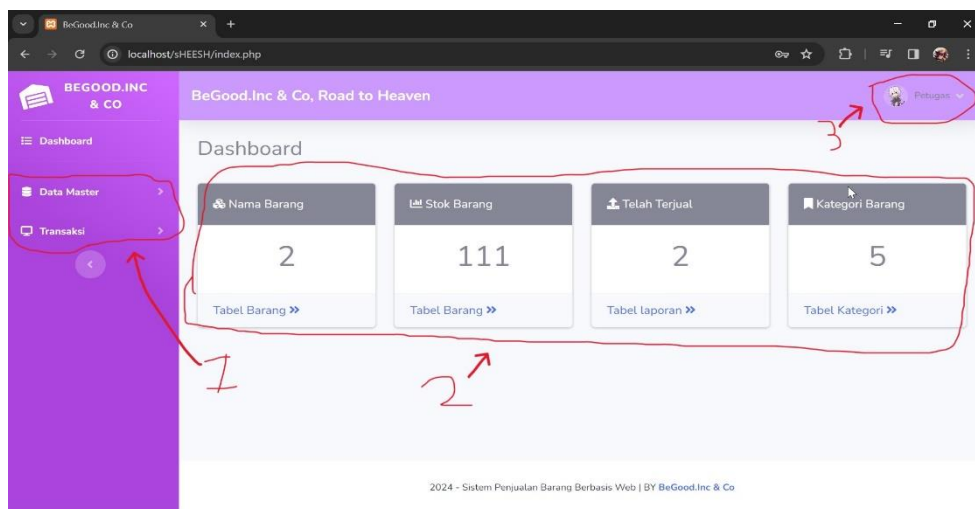 BeGood.Inc & Co
localhost/sHEESH/index.php
BEGOOD.INC
& CO
BeGood.Inc & Co, Road to Heaven
Petugas
3
Dashboard
Dashboard
Data Master
Transaksi
Nama Barang
Stok Barang
Telah Terjual
Kategori Barang
2
111
2
5
Tabel Barang
Tabel Barang
Tabel laporan
Tabel Kategori
1
2
2024 - Sistem Penjualan Barang Berbasis Web | BY BeGood.Inc & Co